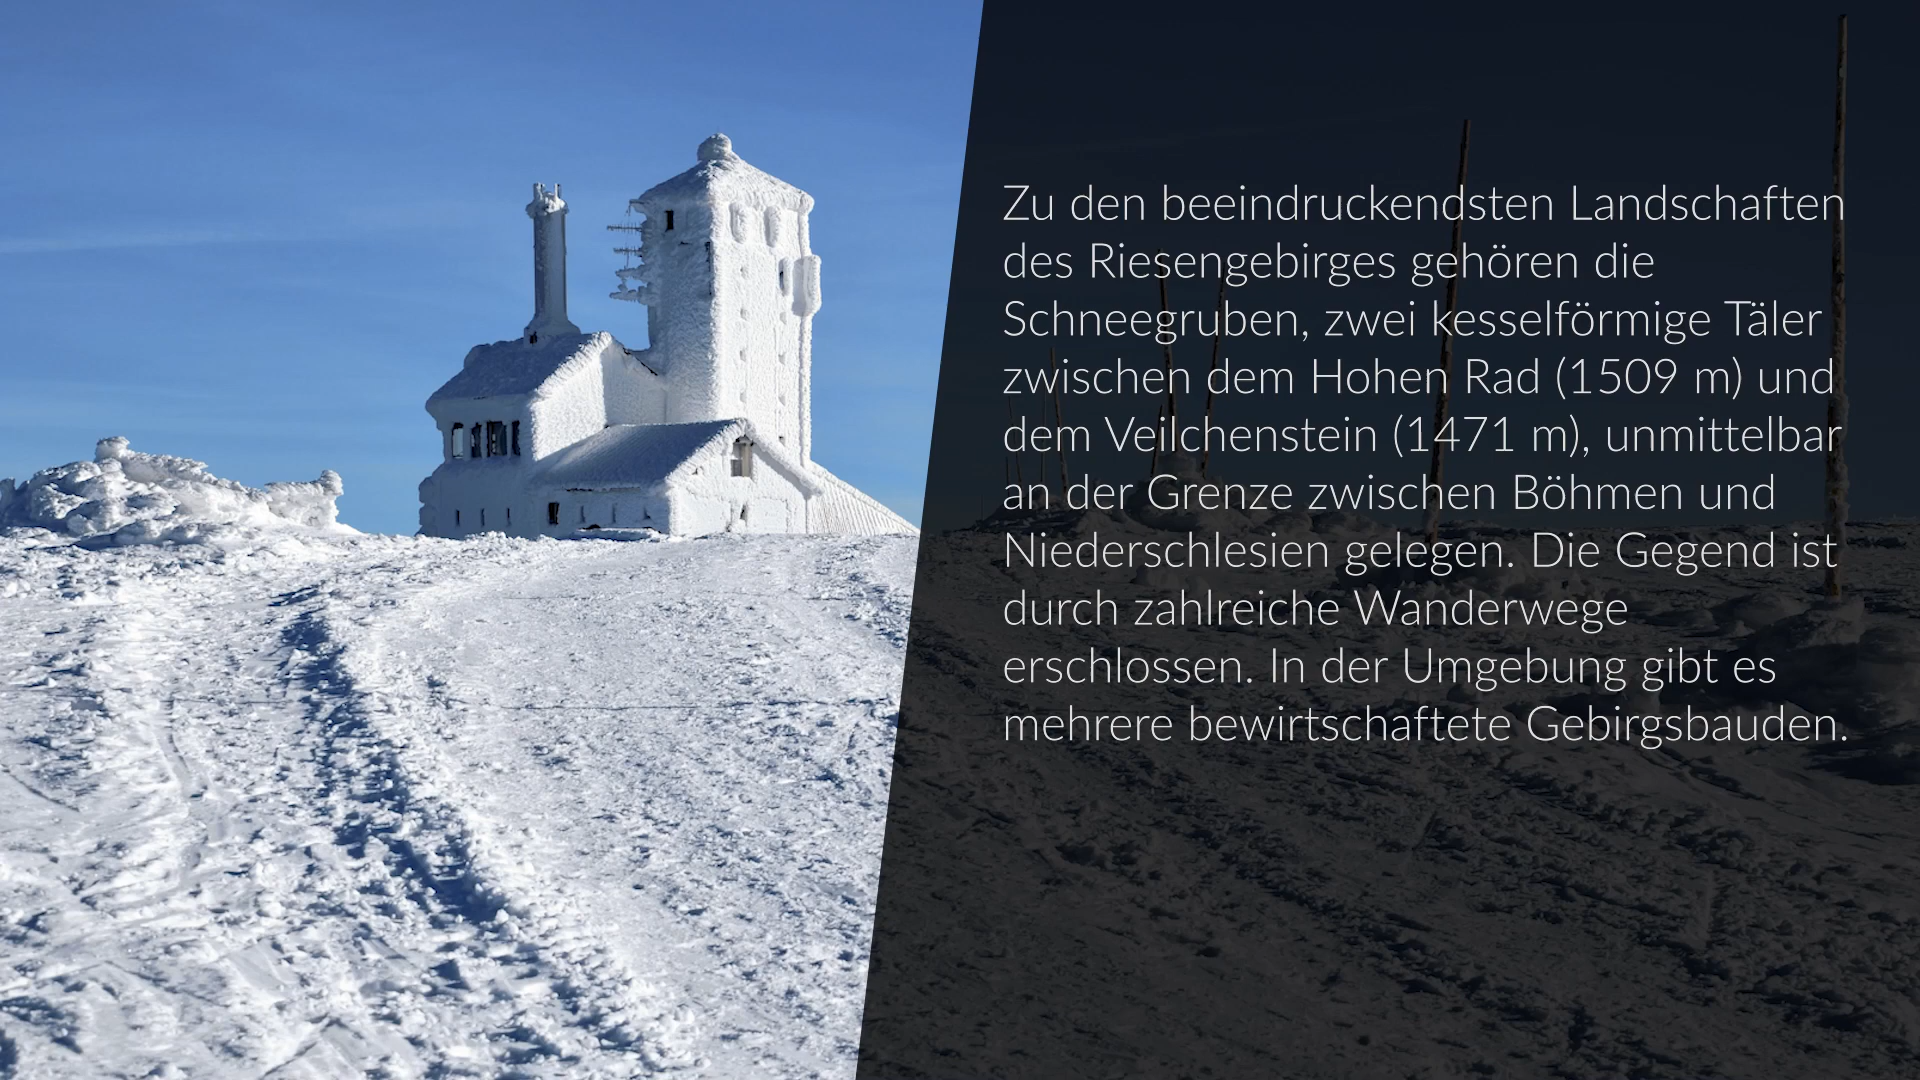 Zu den beeindruckendsten Landschaften
des Riesengebirges gehören die
Schneegruben, zwei kesselförmige Täler
zwischen dem Hohen Rad (1509 m) und
dem Veilchenstein (1471 m), unmittelbar
an der Grenze zwischen Böhmen und
Niederschlesien gelegen. Die Gegend ist
durch zahlreiche Wanderwege
erschlossen. In der Umgebung gibt es
mehrere bewirtschaftete Gebirgsbauden.